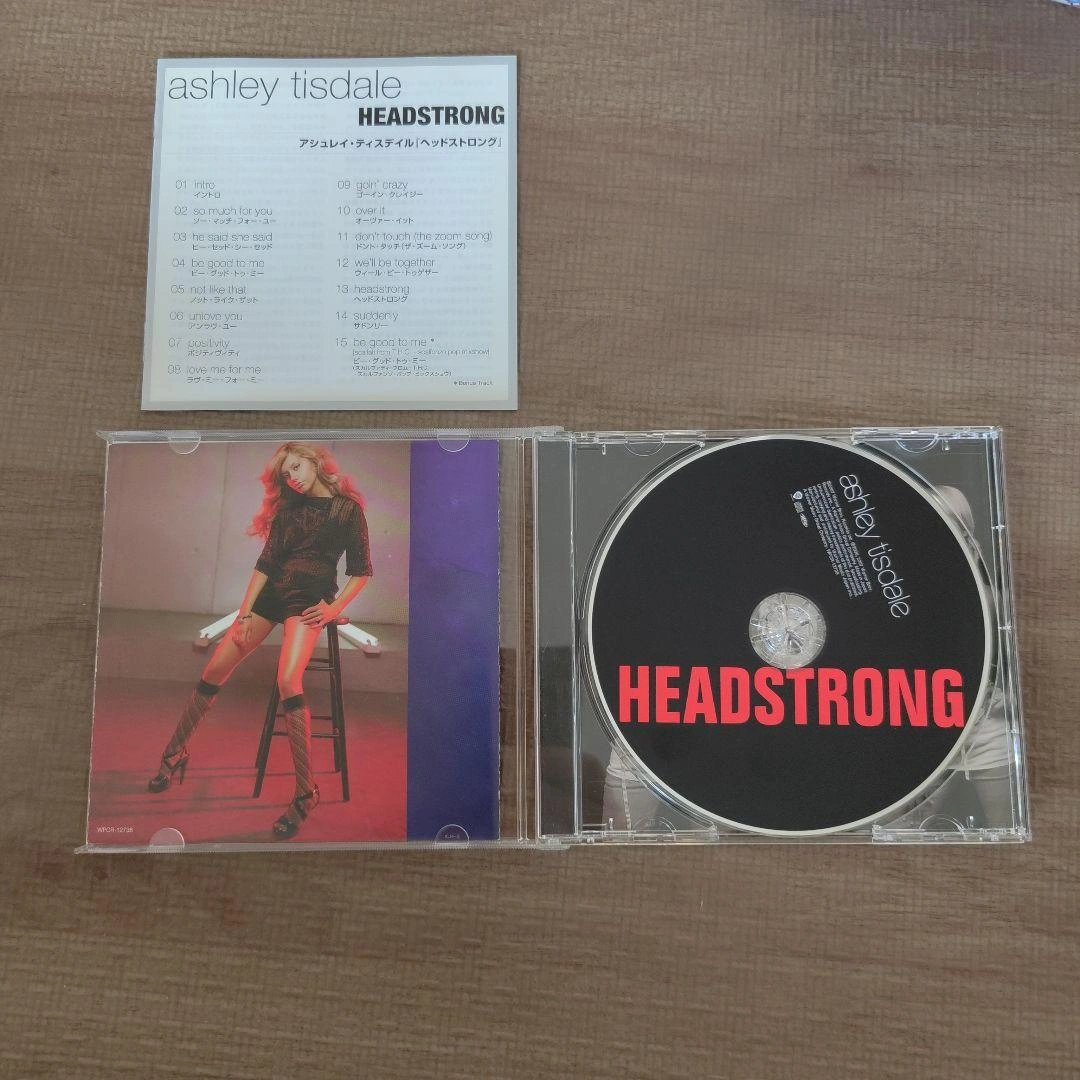 ashley tisdale
HEADSTRONG
アシュレイ・ティスデイル『ヘッドストロング』
01 intro
イントロ
02 so much for you
ソー・マッチ・フォー・ユー
03 he said she said
ヒー・セッド・シー・セッド
04 be good to me
ビー・グッド・トゥ・ミー
05 not like that
ノット・ライク・ザット
06 unlove you
アンラヴ・ユー
07 positivity
ポジティヴィティ
08 love me for me
ラヴ・ミー・フォー・ミー
09 goin' crazy
ゴーイン・クレイジー
10 over it
オーヴァー・イット
11 don't touch (the zoom song)
ドント・タッチ(ザ・ズーム・ソング)
12 we'll be together
ウィール・ビー・トゥゲザー
13 headstrong
ヘッドストロング
14 suddenly
サドンリー
15 be good to me *
ビー・グッド・トゥ・ミー
* Bonus Track
WPCR-12738
ashley tisdale
HEADSTRONG